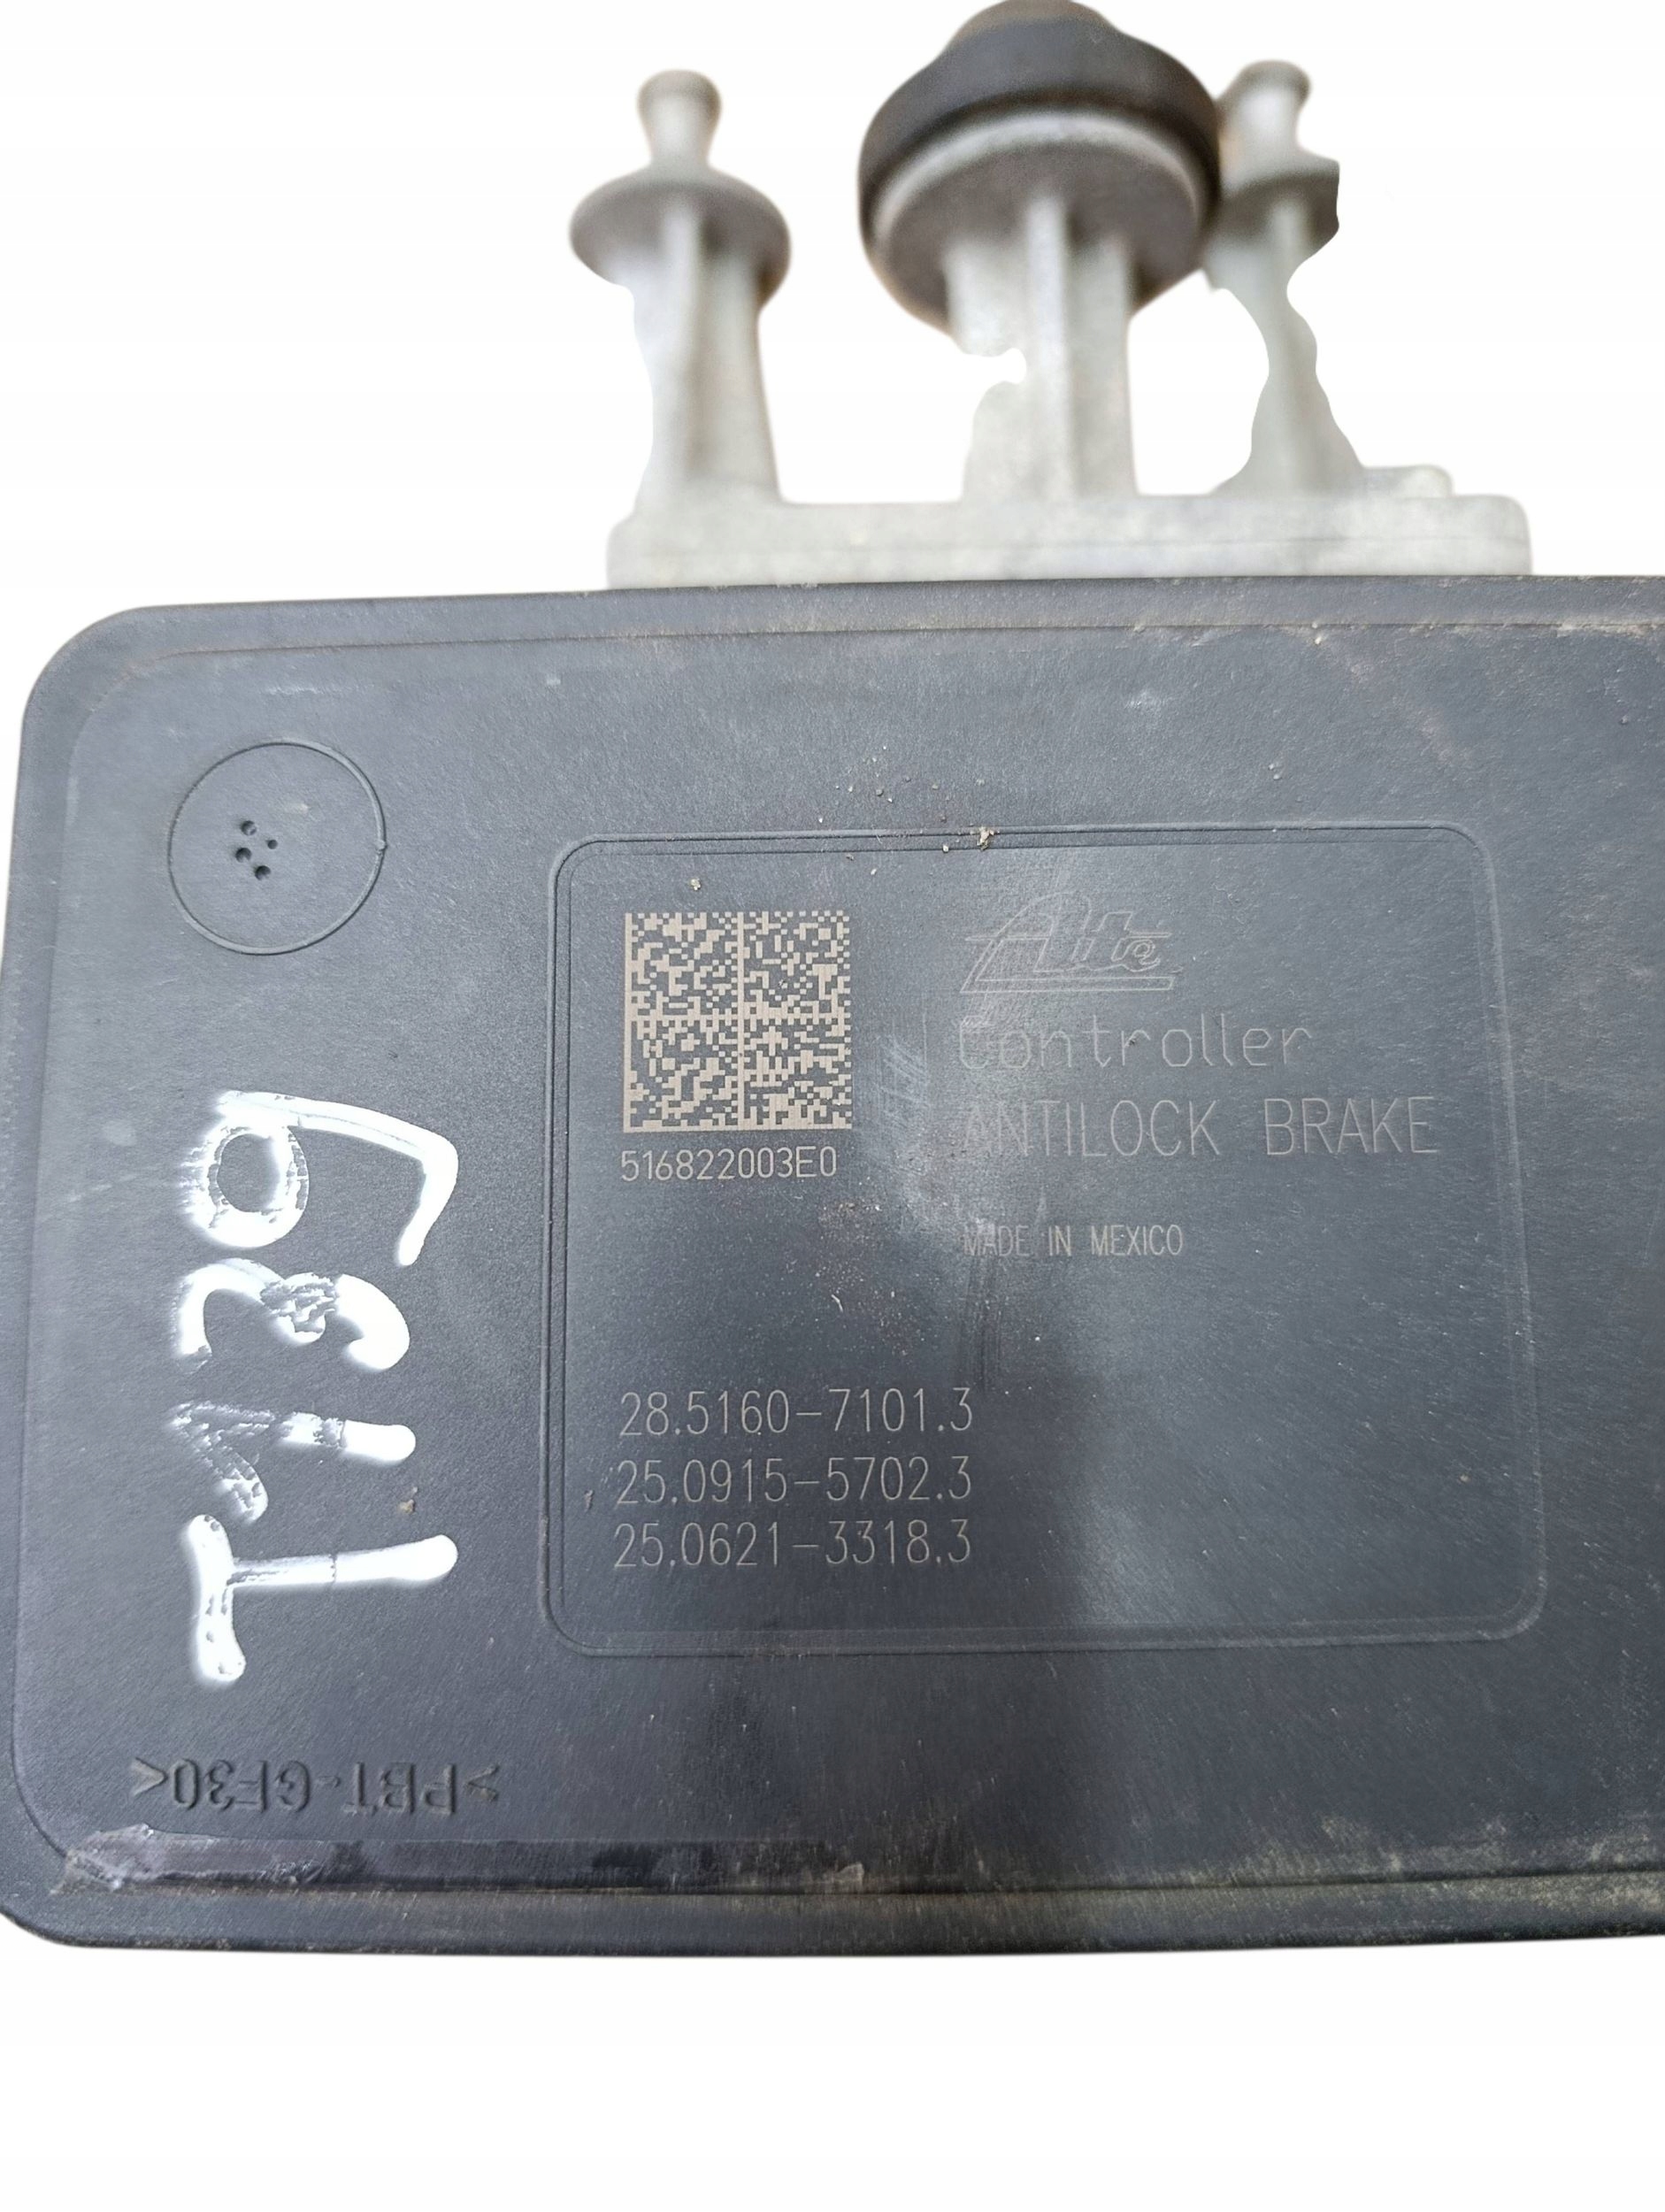 Ate
Controller
ANTILOCK BRAKE
516822003E0
MADE IN MEXICO
28.5160-7101.3
25.0915-5702.3
25.0621-3318.3
>PBT-GF30<